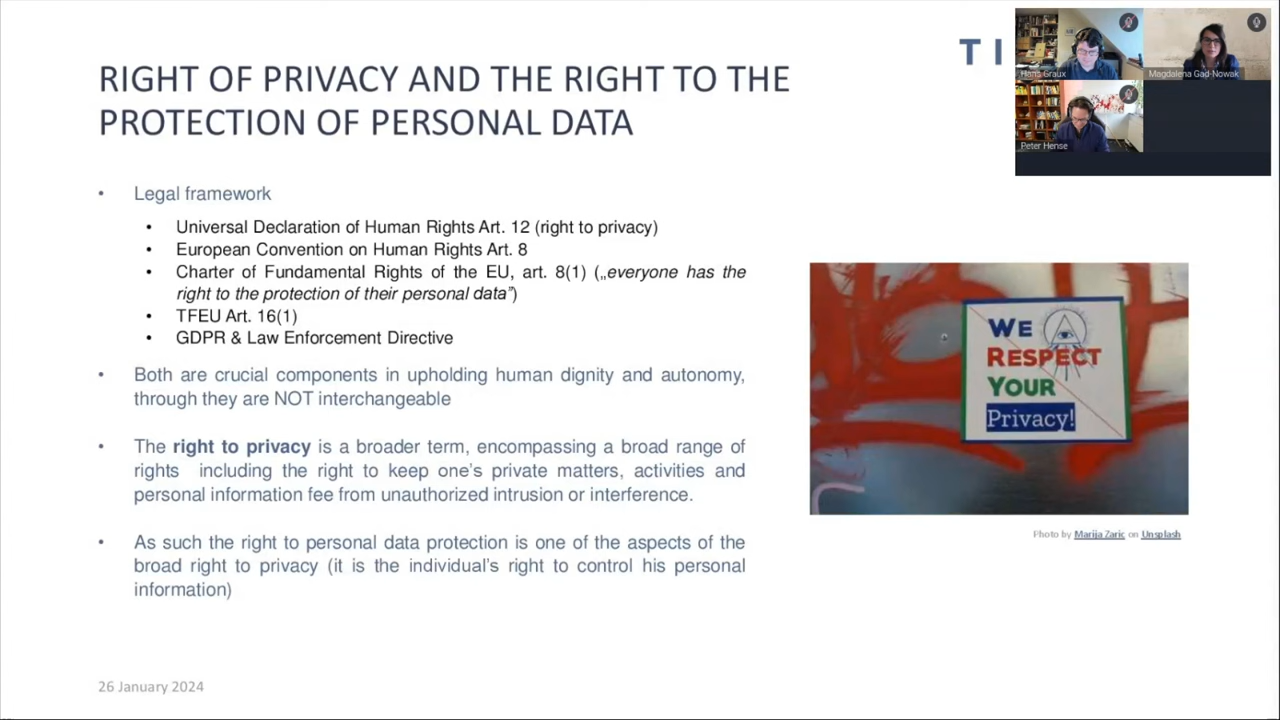 RIGHT OF PRIVACY AND THE RIGHT TO THE
PROTECTION OF PERSONAL DATA
T I
Hans Graux
Magdalena Gad-Nowak
Peter Hense
• Legal framework
• Universal Declaration of Human Rights Art. 12 (right to privacy)
• European Convention on Human Rights Art. 8
• Charter of Fundamental Rights of the EU, art. 8(1) („everyone has the
right to the protection of their personal data”)
• TFEU Art. 16(1)
• GDPR & Law Enforcement Directive
• Both are crucial components in upholding human dignity and autonomy,
through they are NOT interchangeable
• The right to privacy is a broader term, encompassing a broad range of
rights including the right to keep one’s private matters, activities and
personal information fee from unauthorized intrusion or interference.
• As such the right to personal data protection is one of the aspects of the
broad right to privacy (it is the individual’s right to control his personal
information)
WE
RESPECT
YOUR
Privacy!
Photo by Marija Zaric on Unsplash
26 January 2024